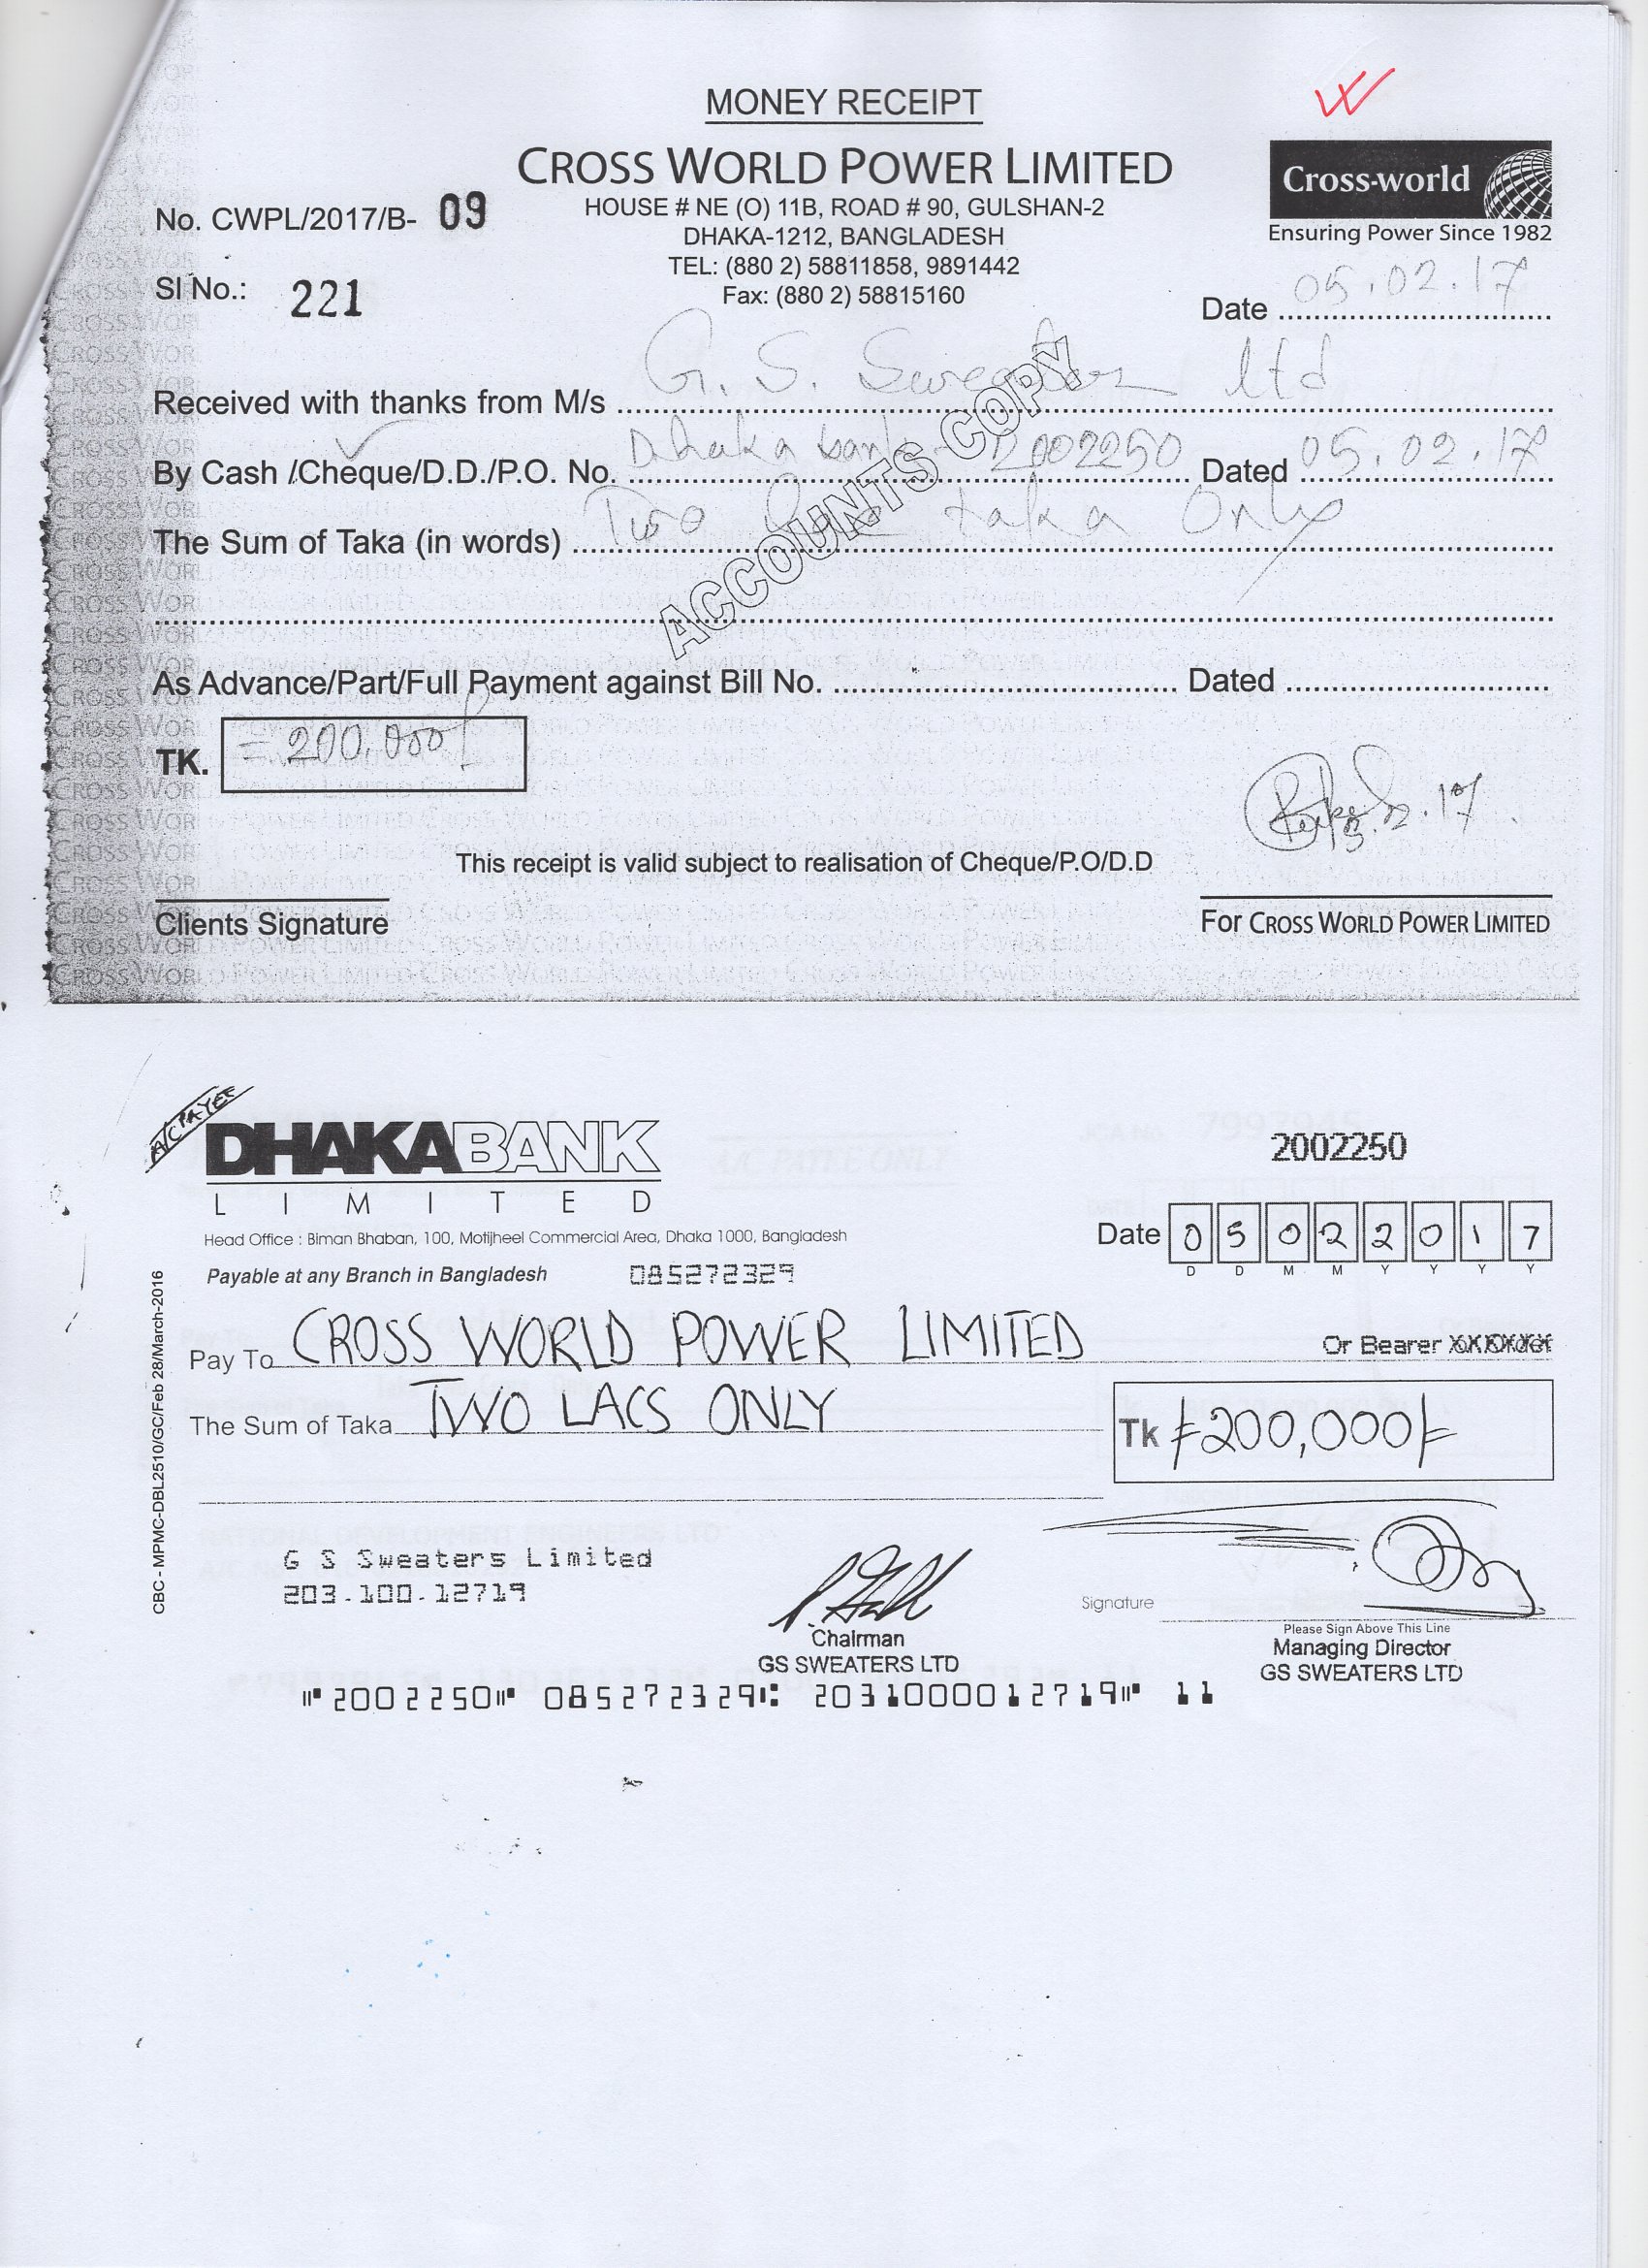 MONEY RECEIPT
CROSS WORLD POWER LIMITED
HOUSE # NE (O) 11B, ROAD # 90, GULSHAN-2
DHAKA-1212, BANGLADESH
TEL: (880 2) 58811858, 9891442
Fax: (880 2) 58815160
Cross-world
Ensuring Power Since 1982
No. CWPL/2017/B- 09
Sl No.: 221
Date 05.02.17
Received with thanks from M/s G. S. Sweaters ltd
By Cash /Cheque/D.D./P.O. No. Dhaka bank 2002250 Dated 05.02.17
The Sum of Taka (in words) Two taka only
ACCOUNTS COPY
As Advance/Part/Full Payment against Bill No. Dated
TK. = 200,000/
5.2.17
This receipt is valid subject to realisation of Cheque/P.O/D.D
Clients Signature
For CROSS WORLD POWER LIMITED
A/C PAYEE
DHAKABANK
LIMITED
2002250
Head Office : Biman Bhaban, 100, Motijheel Commercial Area, Dhaka 1000, Bangladesh
Date 05022017
D D M M Y Y Y Y
Payable at any Branch in Bangladesh 085272329
Pay To CROSS WORLD POWER LIMITED Or Bearer
The Sum of Taka TWO LACS ONLY
Tk =200,000/=
CBC - MPMC-DBL2510/GC/Feb 28/March-2016
G S Sweaters Limited
203.100.12719
Chairman
GS SWEATERS LTD
Signature
Please Sign Above This Line
Managing Director
GS SWEATERS LTD
⑈2002250⑈ 085272329⑆ 2031000012719⑈ 11